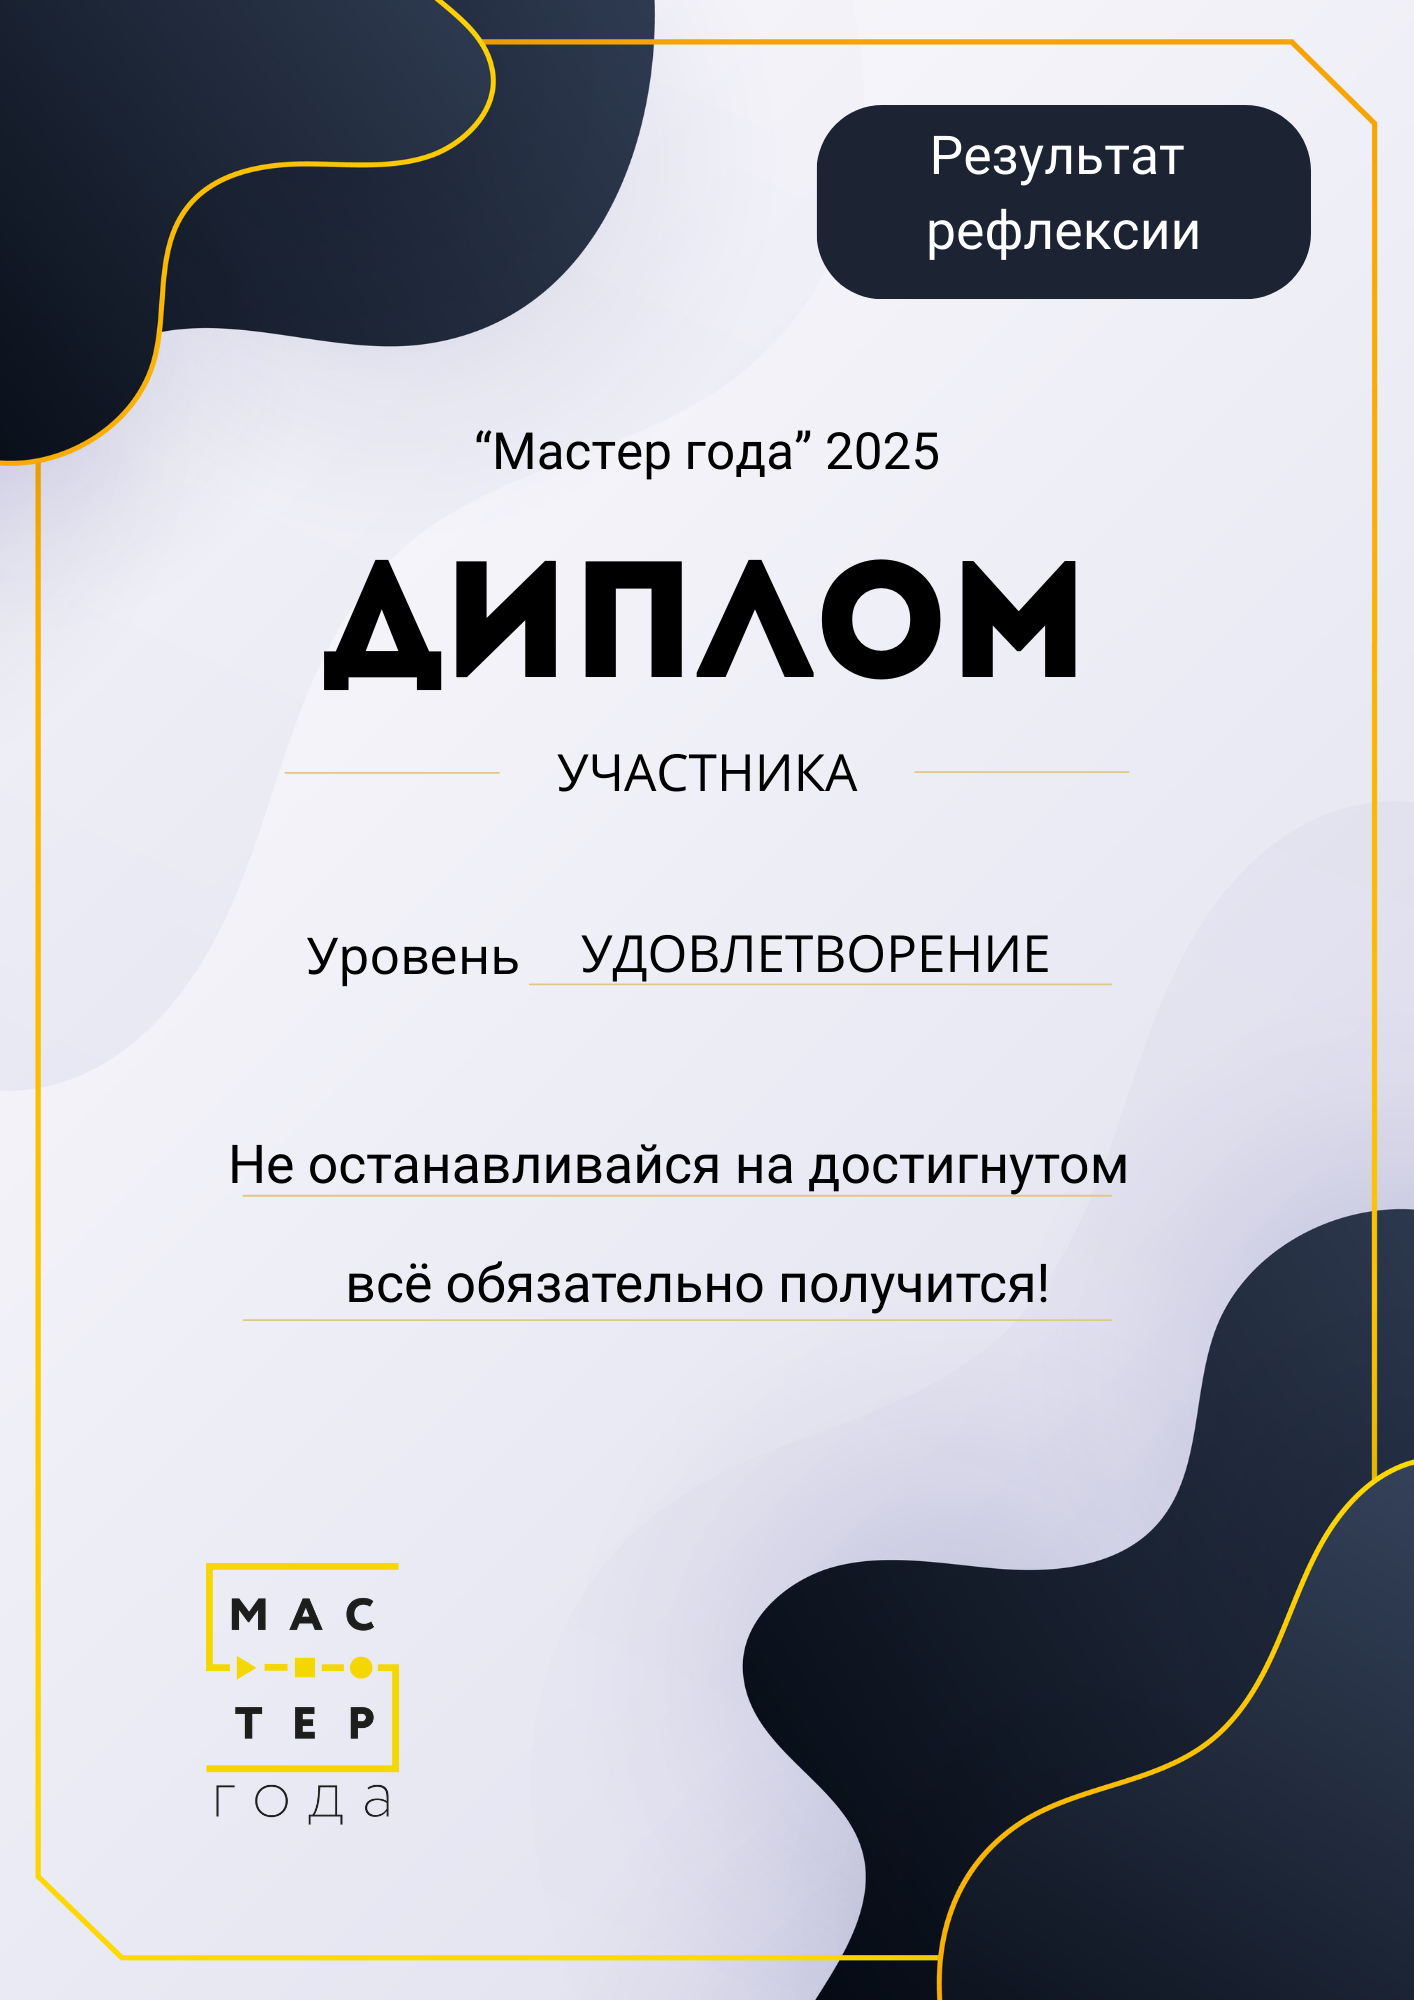 Результат
рефлексии
“Мастер года” 2025
ДИПЛОМ
УЧАСТНИКА
Уровень УДОВЛЕТВОРЕНИЕ
Не останавливайся на достигнутом
всё обязательно получится!
МАС
ТЕР
года